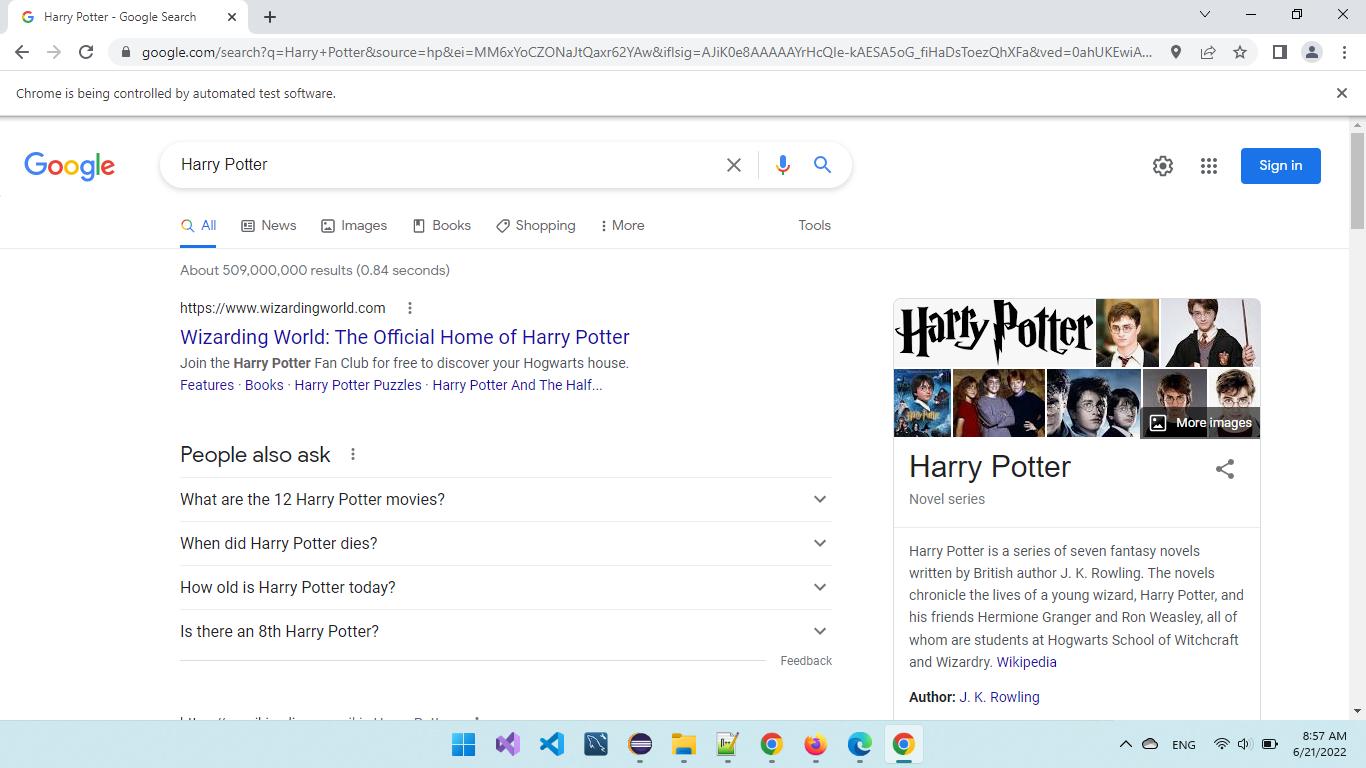 Harry Potter - Google Search
google.com/search?q=Harry+Potter&source=hp&ei=MM6xYoCZONaJtQaxr62YAw&iflsig=AJiK0e8AAAAAYrHcQIe-kAESA5oG_fiHaDsToezQhXFa&ved=0ahUKEwiA...
Chrome is being controlled by automated test software.
Google
Harry Potter
Sign in
All
News
Images
Books
Shopping
More
Tools
About 509,000,000 results (0.84 seconds)
https://www.wizardingworld.com
Wizarding World: The Official Home of Harry Potter
Join the Harry Potter Fan Club for free to discover your Hogwarts house.
Features · Books · Harry Potter Puzzles · Harry Potter And The Half...
People also ask
What are the 12 Harry Potter movies?
When did Harry Potter dies?
How old is Harry Potter today?
Is there an 8th Harry Potter?
Feedback
Harry Potter
More images
Harry Potter
Novel series
Harry Potter is a series of seven fantasy novels
written by British author J. K. Rowling. The novels
chronicle the lives of a young wizard, Harry Potter, and
his friends Hermione Granger and Ron Weasley, all of
whom are students at Hogwarts School of Witchcraft
and Wizardry. Wikipedia
Author: J. K. Rowling
ENG
8:57 AM
6/21/2022